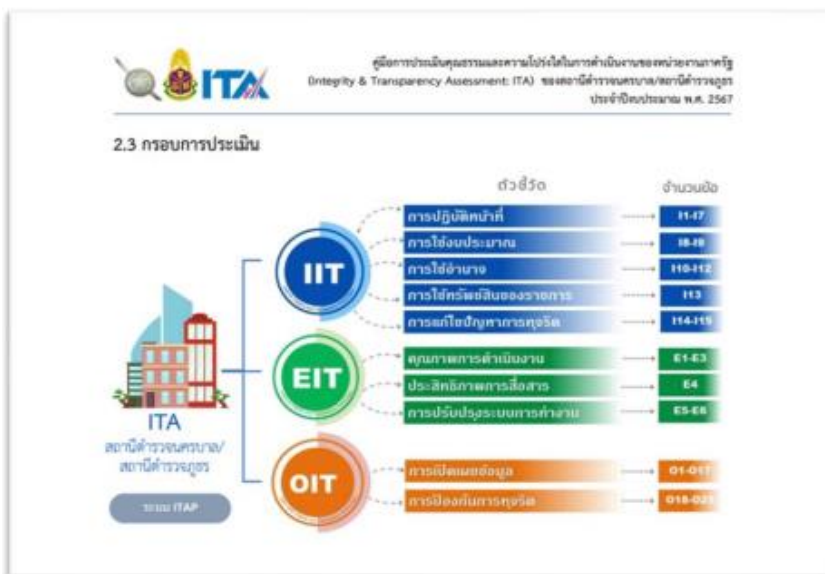 ITA
คู่มือการประเมินคุณธรรมและความโปร่งใสในการดำเนินงานของหน่วยงานภาครัฐ
(Integrity & Transparency Assessment: ITA) ของสถานีตำรวจนครบาล/สถานีตำรวจภูธร
ประจำปีงบประมาณ พ.ศ. 2567
2.3 กรอบการประเมิน
ตัวชี้วัด จำนวนข้อ
IIT
การปฏิบัติหน้าที่ I1-I7
การใช้งบประมาณ I8-I9
การใช้อำนาจ I10-I12
การใช้ทรัพย์สินของราชการ I13
การแก้ไขปัญหาการทุจริต
EIT
คุณภาพการดำเนินงาน E1-E3
ประสิทธิภาพการสื่อสาร E4
การปรับปรุงระบบการทำงาน E5-E6
OIT
การเปิดเผยข้อมูล O1-O17
การป้องกันการทุจริต
ITA
สถานีตำรวจนครบาล/
สถานีตำรวจภูธร
ระบบ ITAP